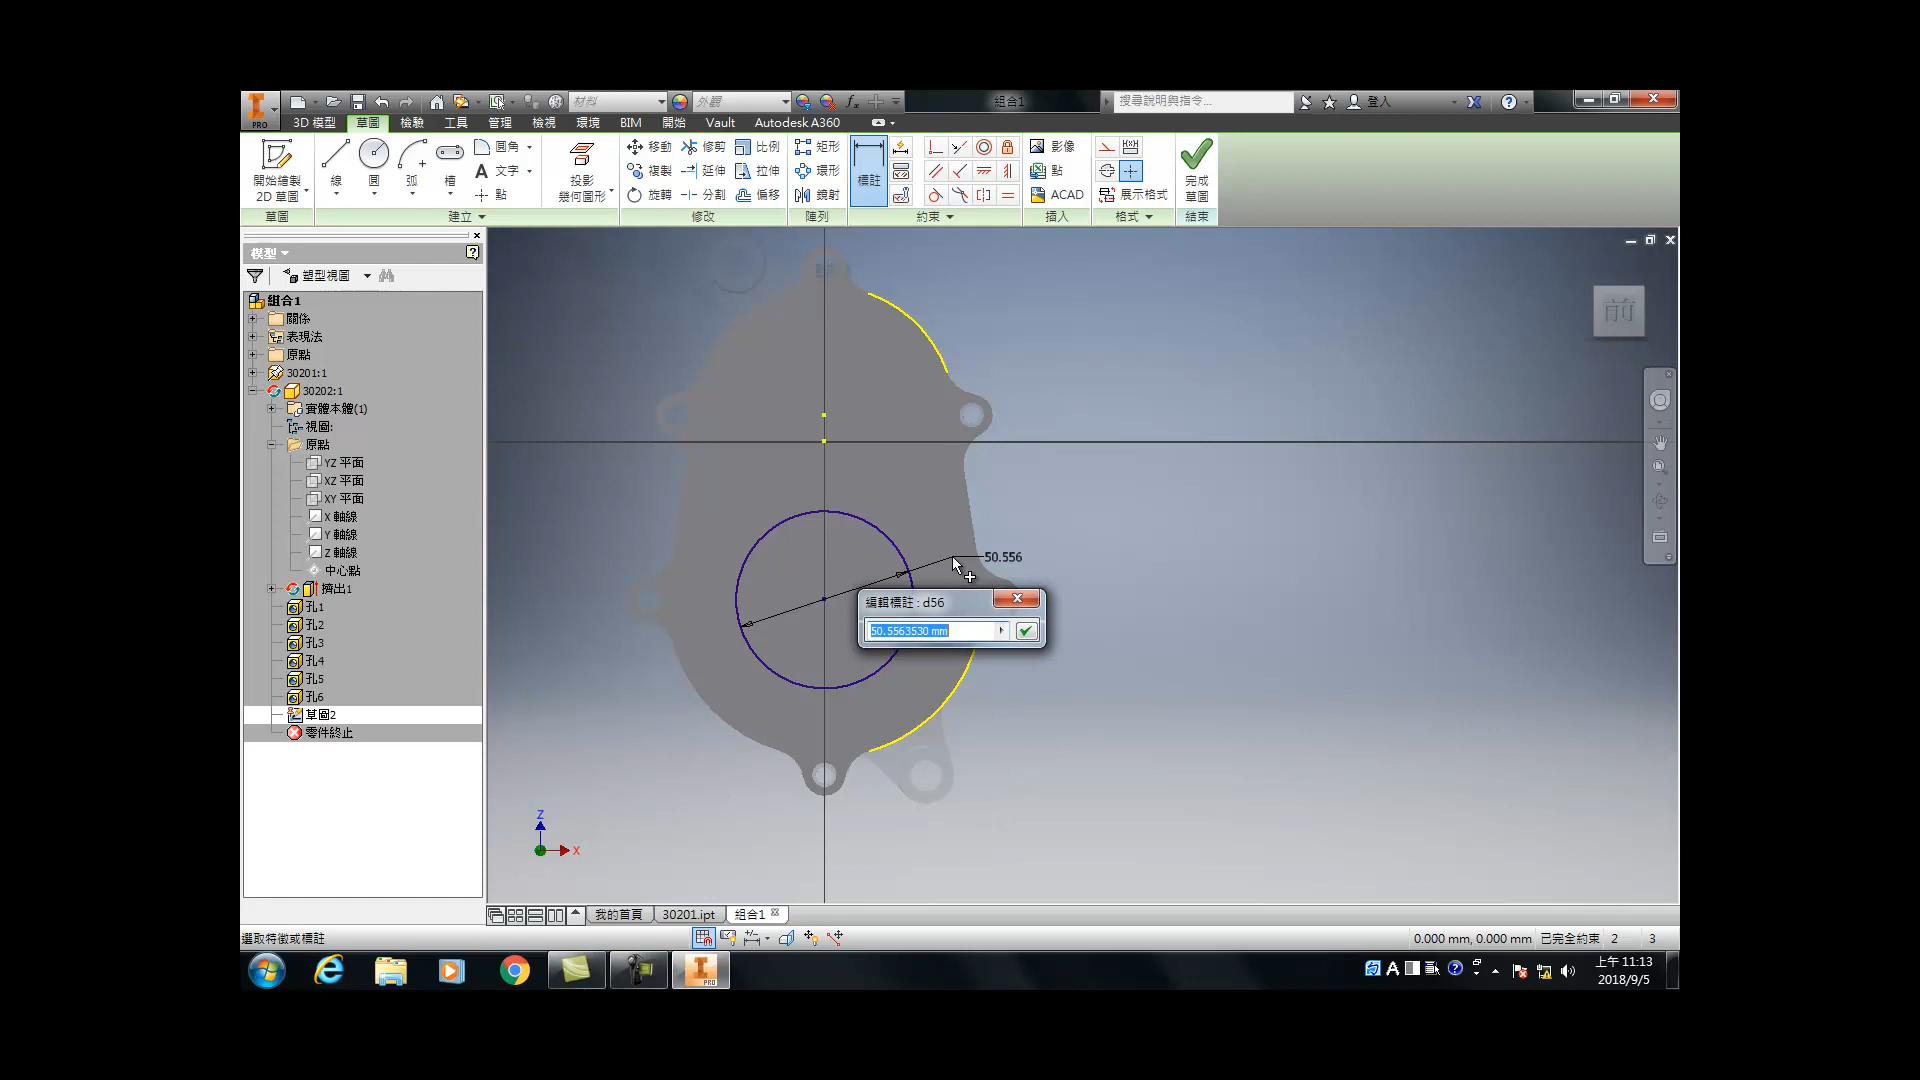 PRO
材料
外觀
組合1
搜尋說明與指令...
登入
3D 模型 草圖 檢驗 工具 管理 檢視 環境 BIM 開始 Vault Autodesk A360
開始繪製
2D 草圖
線
圓
弧
槽
圓角
文字
點
投影
幾何圖形
移動 修剪 比例
複製 延伸 拉伸
旋轉 分割 偏移
矩形
環形
鏡射
標註
影像
點
ACAD
展示格式
完成
草圖
草圖 建立 修改 陣列 約束 插入 格式 結束
模型
塑型視圖
組合1
關係
表現法
原點
30201:1
30202:1
實體本體(1)
視圖:
原點
YZ 平面
XZ 平面
XY 平面
X 軸線
Y 軸線
Z 軸線
中心點
擠出1
孔1
孔2
孔3
孔4
孔5
孔6
草圖2
零件終止
前
50.556
編輯標註 : d56
50.5563530 mm
Z
X
我的首頁 30201.ipt 組合1
選取特徵或標註
0.000 mm, 0.000 mm 已完全約束 2 3
PRO
A
上午 11:13
2018/9/5